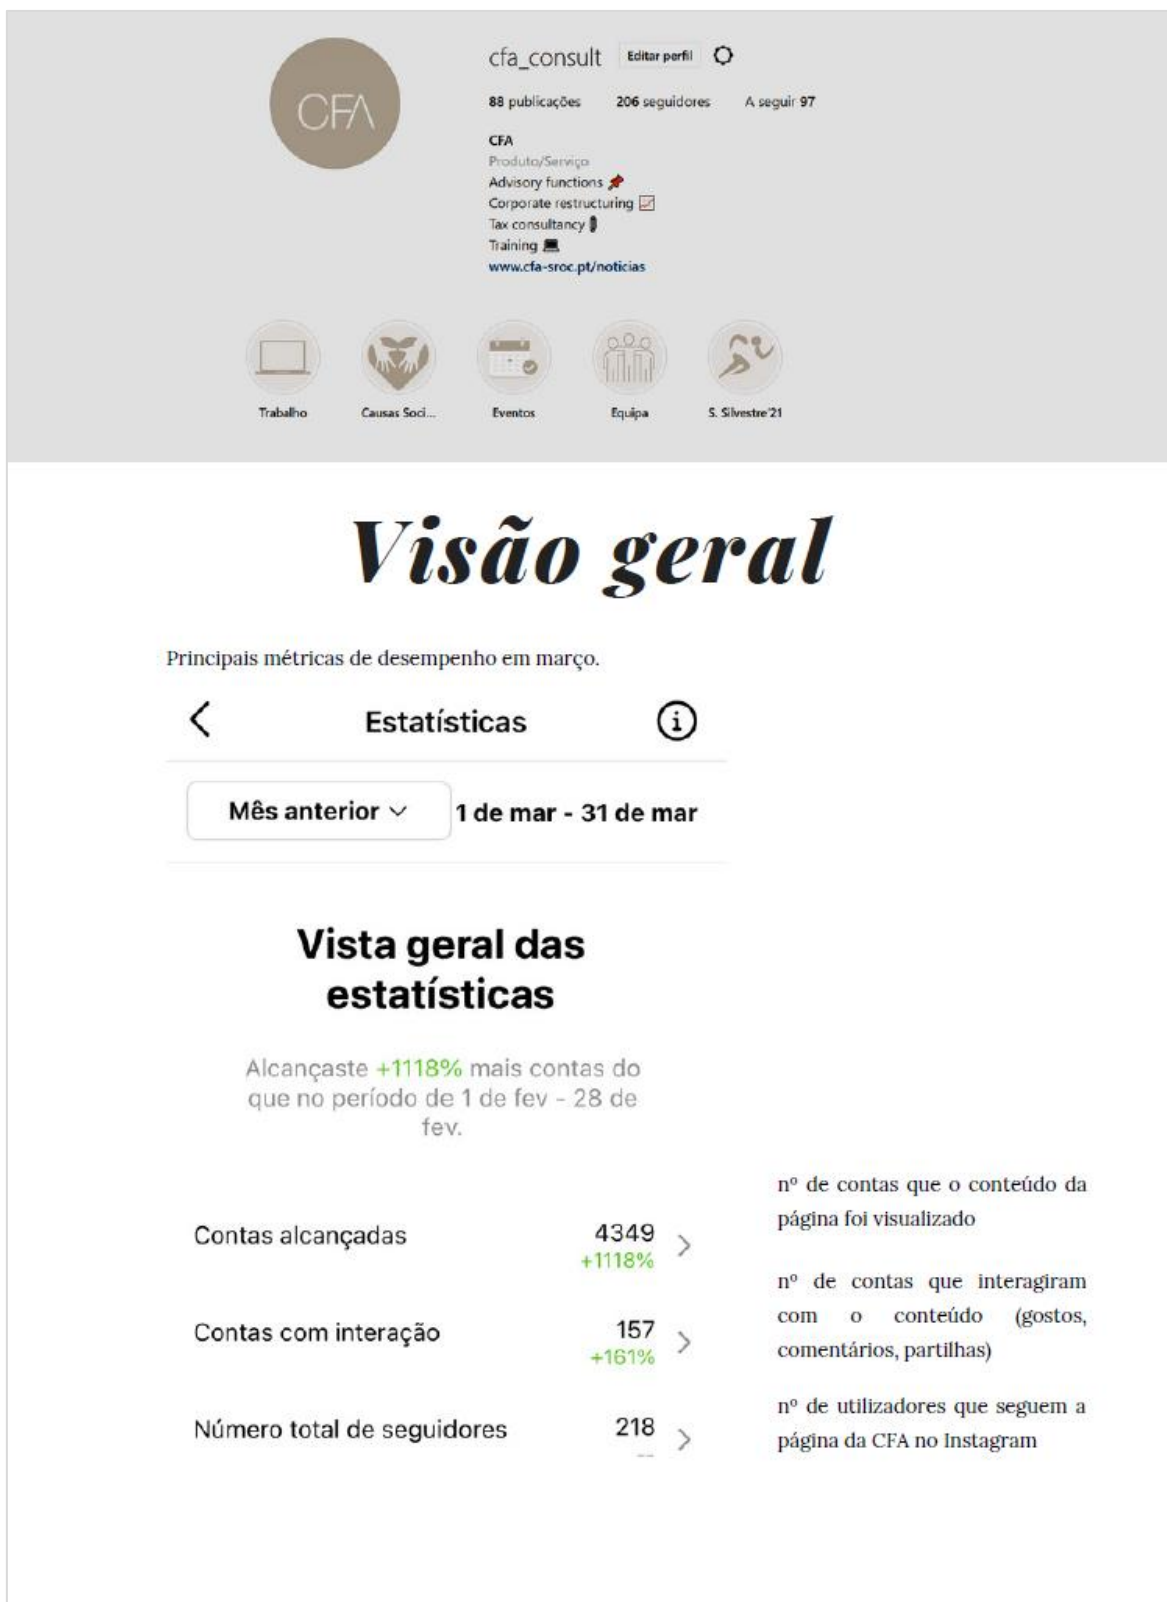 CFA
cfa_consult Editar perfil
88 publicações 206 seguidores A seguir 97
CFA
Produto/Serviço
Advisory functions 📌
Corporate restructuring 📈
Tax consultancy
Training 💻
www.cfa-sroc.pt/noticias
Trabalho Causas Soci... Eventos Equipa S. Silvestre'21
Visão geral
Principais métricas de desempenho em março.
Estatísticas
Mês anterior 1 de mar - 31 de mar
Vista geral das
estatísticas
Alcançaste +1118% mais contas do
que no período de 1 de fev - 28 de
fev.
Contas alcançadas 4349
+1118%
nº de contas que o conteúdo da
página foi visualizado
Contas com interação 157
+161%
nº de contas que interagiram
com o conteúdo (gostos,
comentários, partilhas)
Número total de seguidores 218
--
nº de utilizadores que seguem a
página da CFA no Instagram